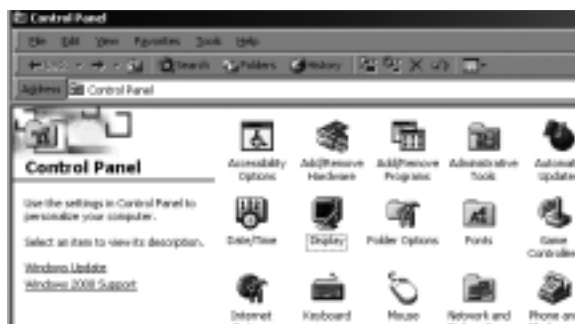 Control Panel
File Edit View Favorites Tools Help
Search Folders History
Address Control Panel
Control Panel
Use the settings in Control Panel to
personalize your computer.
Select an item to view its description.
Windows Update
Windows 2000 Support
Accessibility Options
Add/Remove Hardware
Add/Remove Programs
Administrative Tools
Automat
Update
Date/Time
Display
Folder Options
Fonts
Game
Controlle
Internet
Keyboard
Mouse
Network and
Phone an